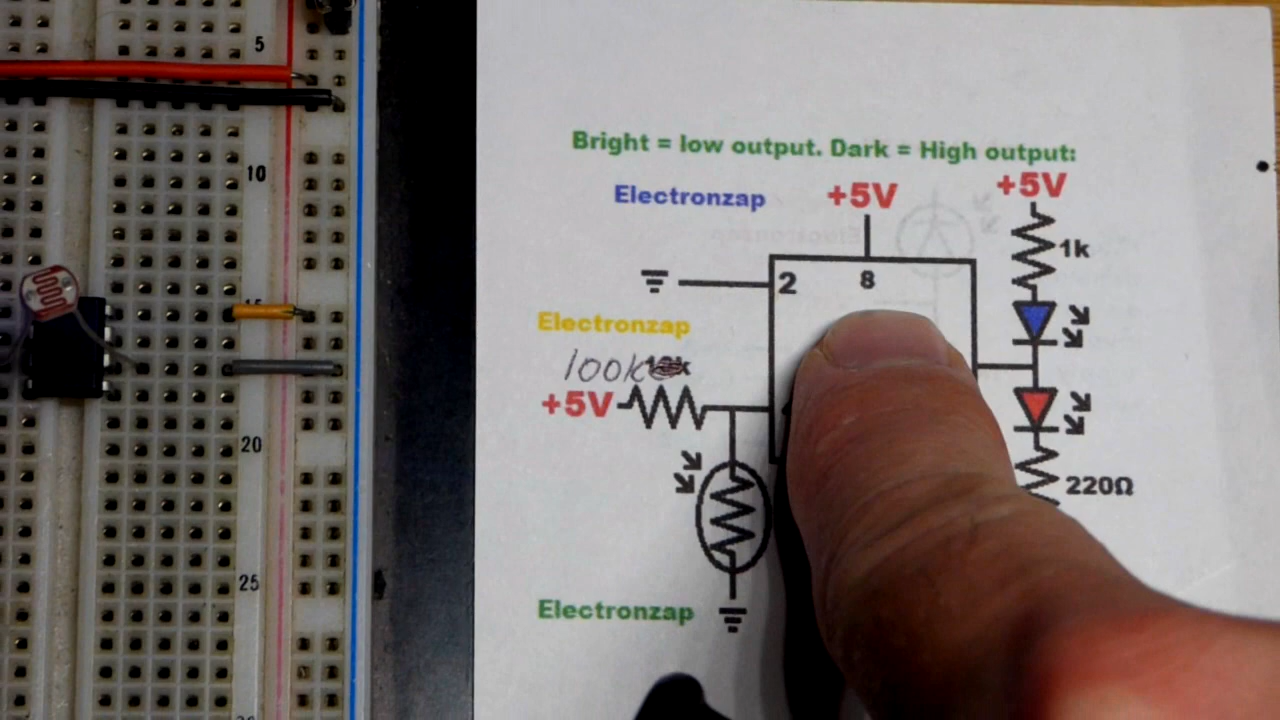 5
10
20
25
Bright = low output. Dark = High output:
Electronzap
+5V
+5V
1k
2
8
Electronzap
100k
+5V
220Ω
Electronzap